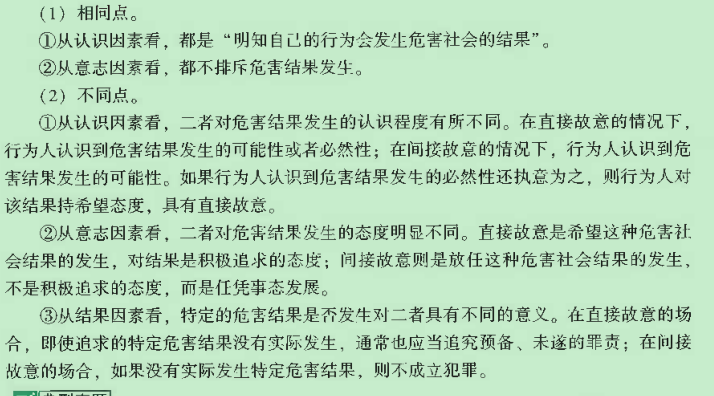 （1）相同点。
①从认识因素看，都是“明知自己的行为会发生危害社会的结果”。
②从意志因素看，都不排斥危害结果发生。
（2）不同点。
①从认识因素看，二者对危害结果发生的认识程度有所不同。在直接故意的情况下，
行为人认识到危害结果发生的可能性或者必然性；在间接故意的情况下，行为人认识到危
害结果发生的可能性。如果行为人认识到危害结果发生的必然性还执意为之，则行为人对
该结果持希望态度，具有直接故意。
②从意志因素看，二者对危害结果发生的态度明显不同。直接故意是希望这种危害社
会结果的发生，对结果是积极追求的态度；间接故意则是放任这种危害社会结果的发生，
不是积极追求的态度，而是任凭事态发展。
③从结果因素看，特定的危害结果是否发生对二者具有不同的意义。在直接故意的场
合，即使追求的特定危害结果没有实际发生，通常也应当追究预备、未遂的罪责；在间接
故意的场合，如果没有实际发生特定危害结果，则不成立犯罪。